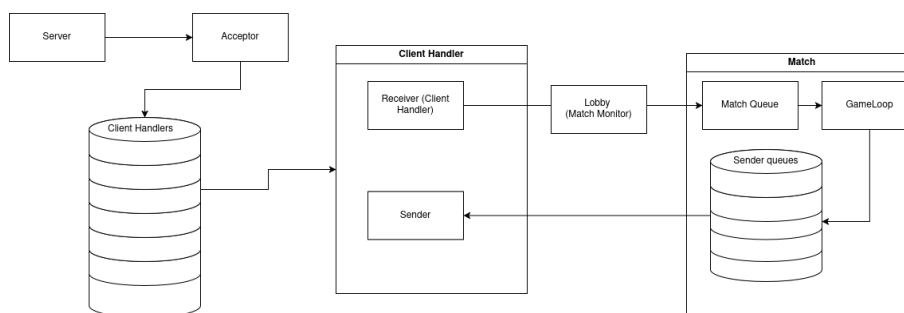 Server
Acceptor
Client Handlers
Client Handler
Receiver (Client
Handler)
Sender
Lobby
(Match Monitor)
Match
Match Queue
GameLoop
Sender queues